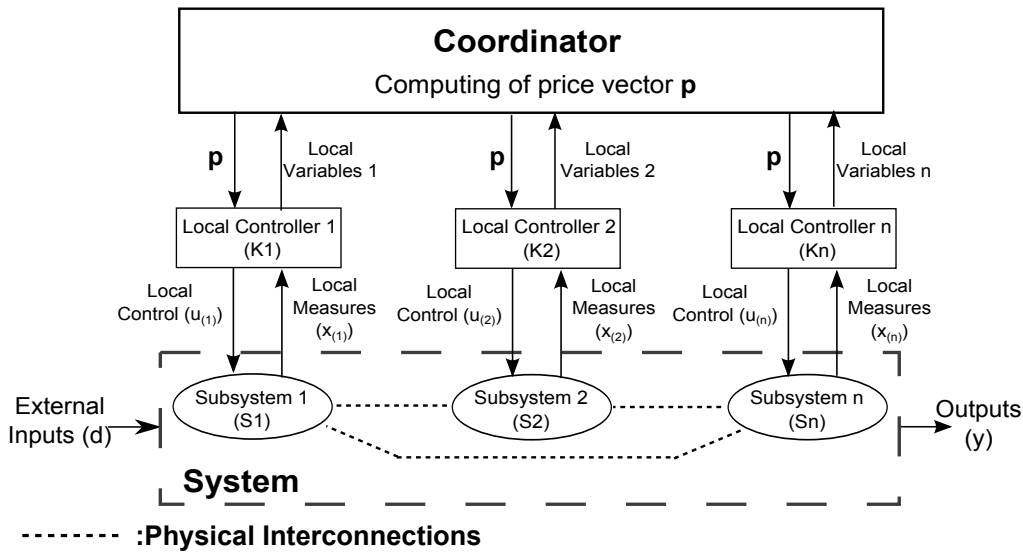 Coordinator
Computing of price vector p
p
Local
Variables 1
p
Local
Variables 2
p
Local
Variables n
Local Controller 1
(K1)
Local Controller 2
(K2)
Local Controller n
(Kn)
Local
Control (u(1))
Local
Measures
(x(1))
Local
Control (u(2))
Local
Measures
(x(2))
Local
Control (u(n))
Local
Measures
(x(n))
External
Inputs (d)
Subsystem 1
(S1)
Subsystem 2
(S2)
Subsystem n
(Sn)
Outputs
(y)
System
:Physical Interconnections